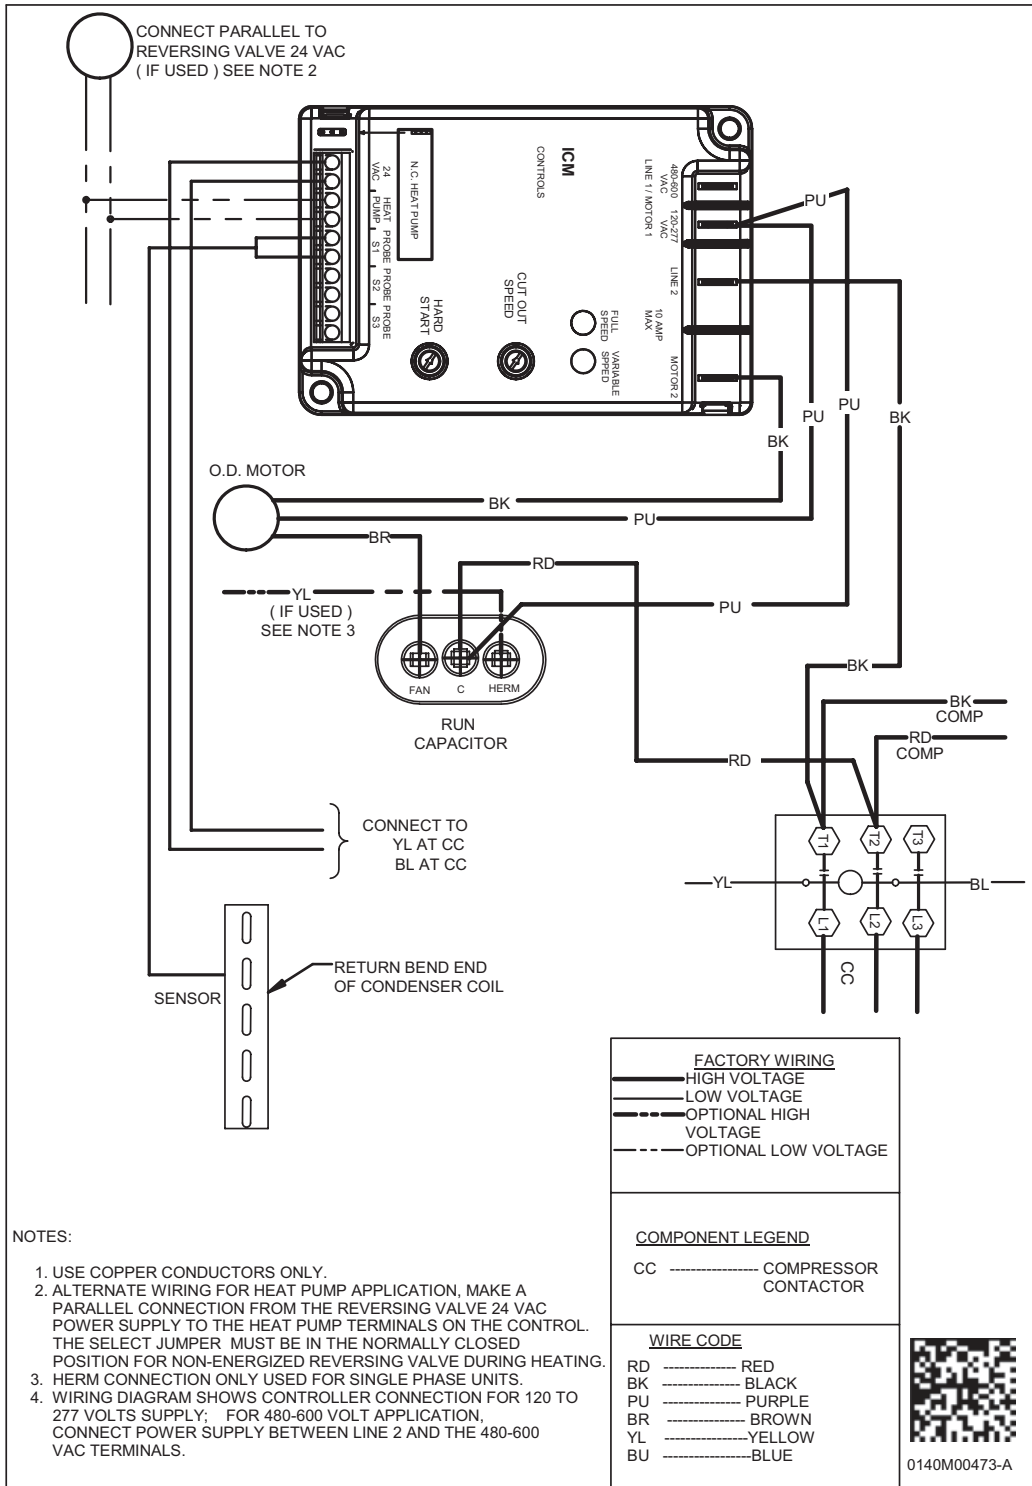 CONNECT PARALLEL TO
REVERSING VALVE 24 VAC
( IF USED ) SEE NOTE 2
24
VAC
HEAT
PUMP
PROBE
S1
PROBE
S2
PROBE
S3
N.C. HEAT PUMP
ICM
CONTROLS
HARD
START
CUT OUT
SPEED
FULL
SPEED
VARIABLE
SPPED
480-600
VAC
120-277
VAC
LINE 1 / MOTOR 1
LINE 2
10 AMP
MAX
MOTOR 2
PU
PU
PU
BK
BK
O.D. MOTOR
BK
PU
BR
RD
YL
( IF USED )
SEE NOTE 3
PU
FAN
C
HERM
RUN
CAPACITOR
BK
BK
COMP
RD
COMP
RD
CONNECT TO
YL AT CC
BL AT CC
T1
T2
T3
YL
BL
L1
L2
L3
CC
SENSOR
RETURN BEND END
OF CONDENSER COIL
FACTORY WIRING
HIGH VOLTAGE
LOW VOLTAGE
OPTIONAL HIGH
VOLTAGE
OPTIONAL LOW VOLTAGE
COMPONENT LEGEND
CC ----------------- COMPRESSOR
CONTACTOR
WIRE CODE
RD -------------- RED
BK --------------- BLACK
PU --------------- PURPLE
BR --------------- BROWN
YL ----------------YELLOW
BU -----------------BLUE
0140M00473-A
NOTES:
1. USE COPPER CONDUCTORS ONLY.
2. ALTERNATE WIRING FOR HEAT PUMP APPLICATION, MAKE A
PARALLEL CONNECTION FROM THE REVERSING VALVE 24 VAC
POWER SUPPLY TO THE HEAT PUMP TERMINALS ON THE CONTROL.
THE SELECT JUMPER MUST BE IN THE NORMALLY CLOSED
POSITION FOR NON-ENERGIZED REVERSING VALVE DURING HEATING.
3. HERM CONNECTION ONLY USED FOR SINGLE PHASE UNITS.
4. WIRING DIAGRAM SHOWS CONTROLLER CONNECTION FOR 120 TO
277 VOLTS SUPPLY; FOR 480-600 VOLT APPLICATION,
CONNECT POWER SUPPLY BETWEEN LINE 2 AND THE 480-600
VAC TERMINALS.